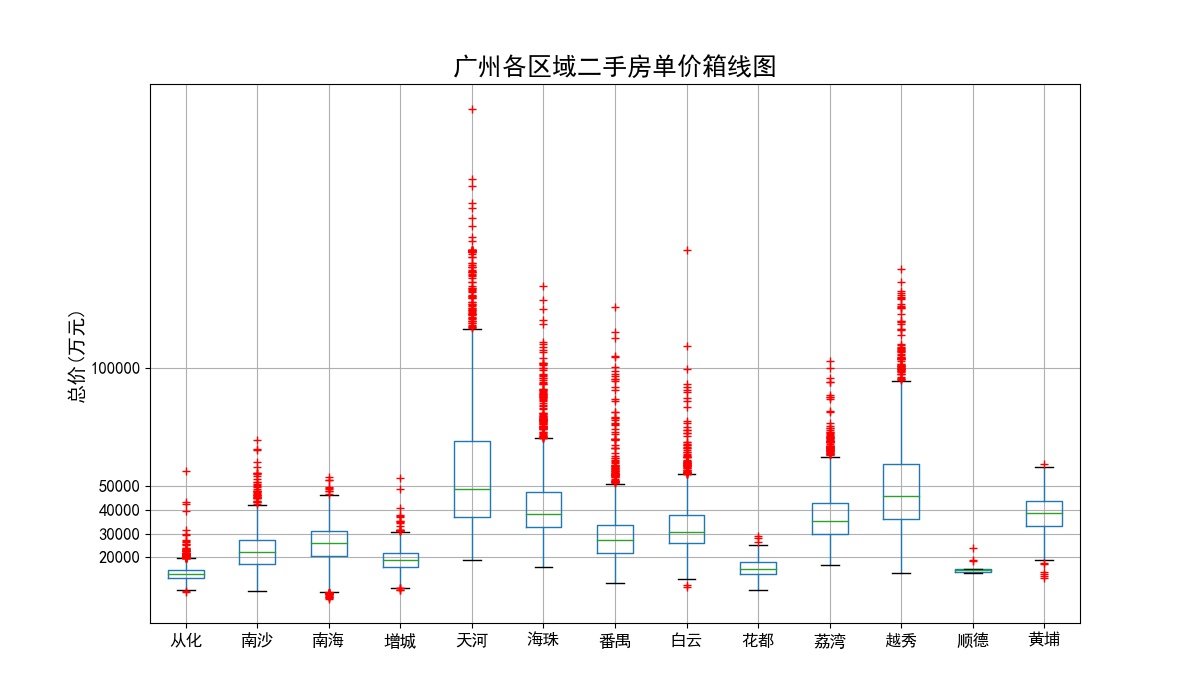 广州各区域二手房单价箱线图
总价(万元)
100000
50000
40000
30000
20000
从化 南沙 南海 增城 天河 海珠 番禺 白云 花都 荔湾 越秀 顺德 黄埔